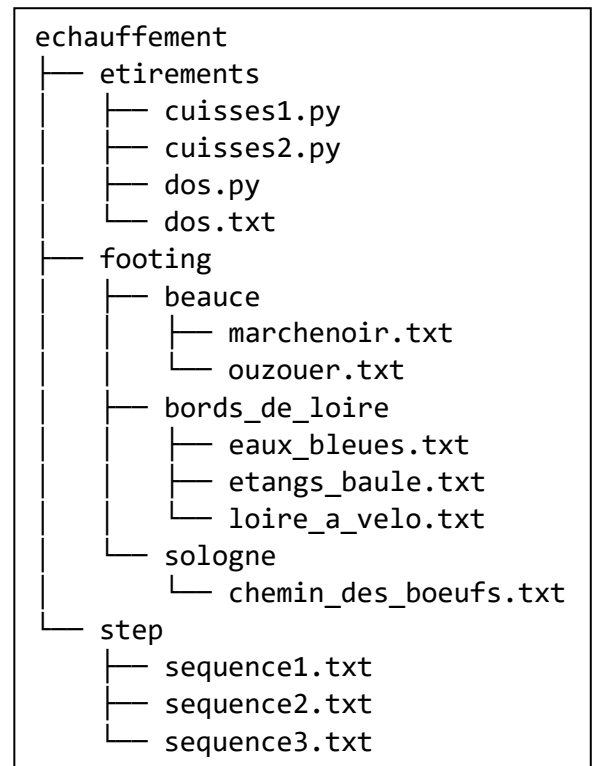 echauffement
├── etirements
│   ├── cuisses1.py
│   ├── cuisses2.py
│   ├── dos.py
│   └── dos.txt
├── footing
│   ├── beauce
│   │   ├── marchenoir.txt
│   │   └── ouzouer.txt
│   ├── bords_de_loire
│   │   ├── eaux_bleues.txt
│   │   ├── etangs_baule.txt
│   │   └── loire_a_velo.txt
│   └── sologne
│       └── chemin_des_boeufs.txt
└── step
    ├── sequence1.txt
    ├── sequence2.txt
    └── sequence3.txt